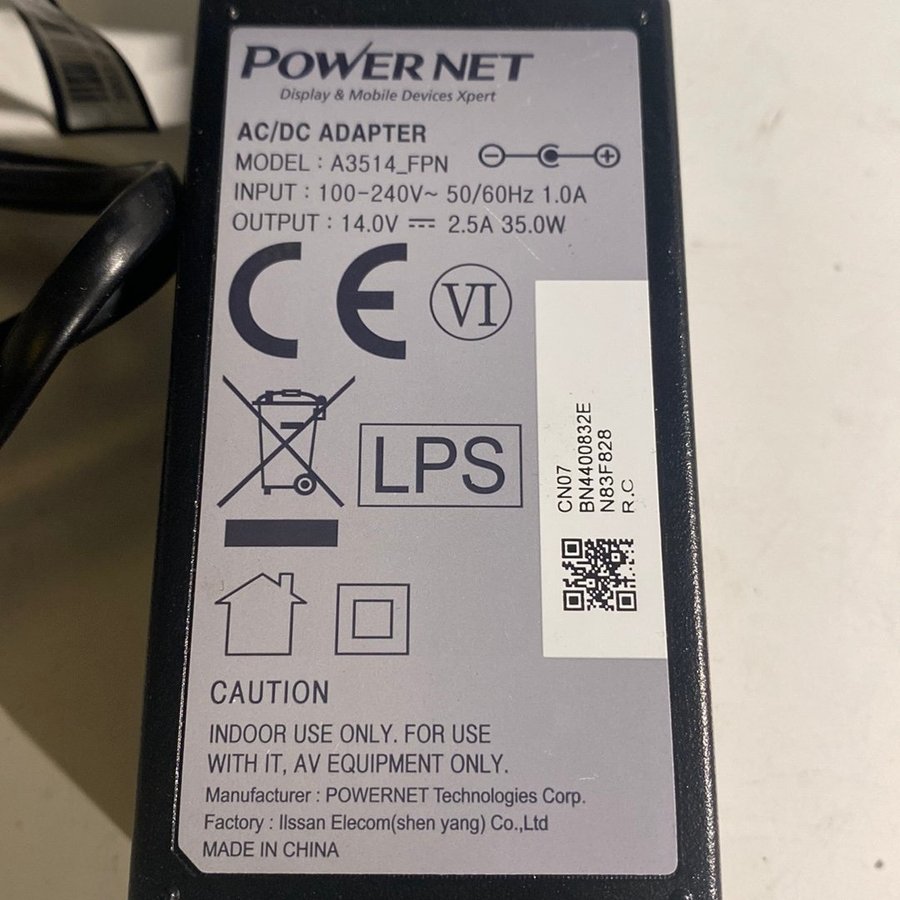 POWER NET
Display & Mobile Devices Xpert
AC/DC ADAPTER
MODEL : A3514_FPN
INPUT : 100-240V~ 50/60Hz 1.0A
OUTPUT : 14.0V ⎓ 2.5A 35.0W
CE
VI
LPS
CN07
BN4400832E
N83F828
R.C
CAUTION
INDOOR USE ONLY. FOR USE
WITH IT, AV EQUIPMENT ONLY.
Manufacturer : POWERNET Technologies Corp.
Factory : Ilssan Elecom(shen yang) Co.,Ltd
MADE IN CHINA